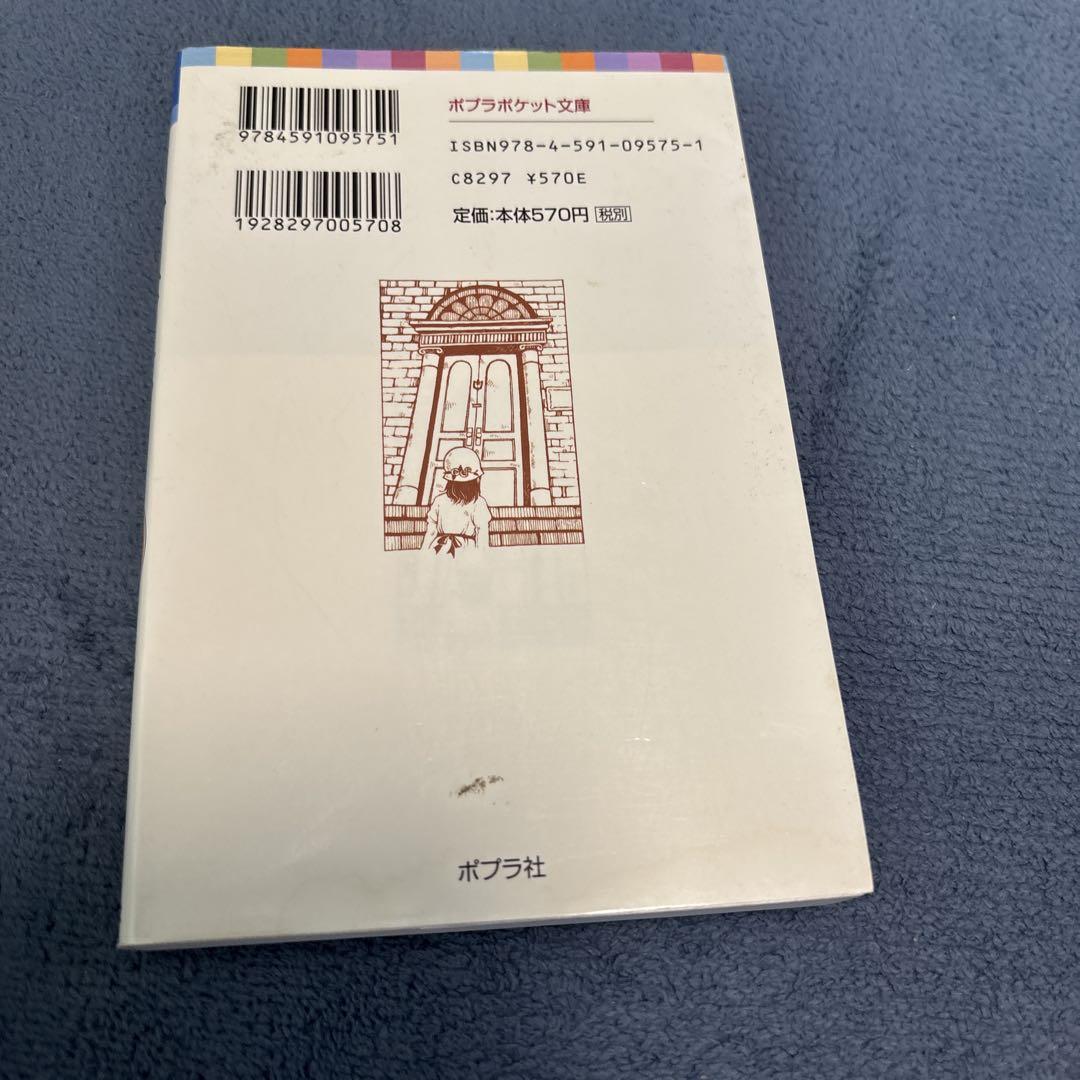 9784591095751
1928297005708
ポプラポケット文庫
ISBN978-4-591-09575-1
C8297 ¥570E
定価:本体570円 税別
ポプラ社